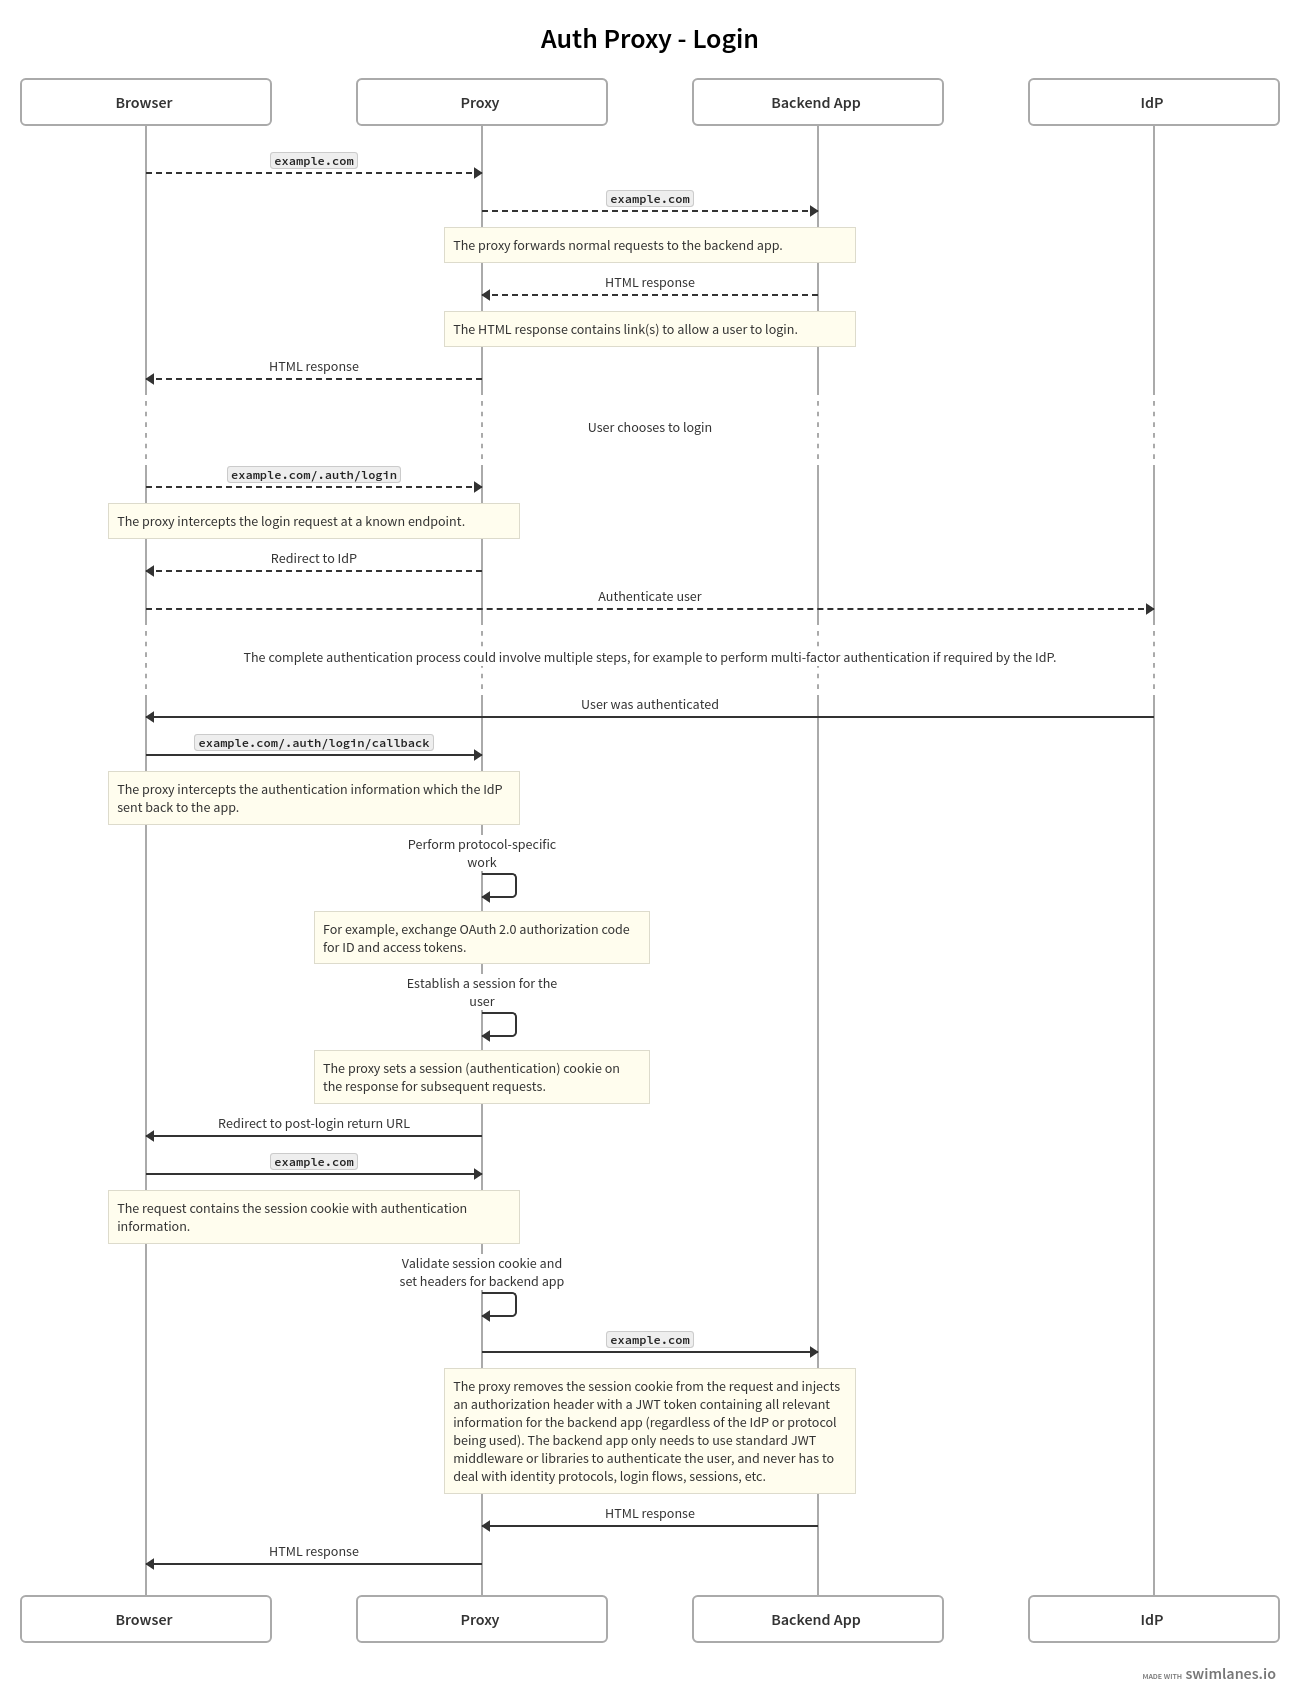 Auth Proxy - Login
Browser
Proxy
Backend App
IdP
example.com
example.com
The proxy forwards normal requests to the backend app.
HTML response
The HTML response contains link(s) to allow a user to login.
HTML response
User chooses to login
example.com/.auth/login
The proxy intercepts the login request at a known endpoint.
Redirect to IdP
Authenticate user
The complete authentication process could involve multiple steps, for example to perform multi-factor authentication if required by the IdP.
User was authenticated
example.com/.auth/login/callback
The proxy intercepts the authentication information which the IdP
sent back to the app.
Perform protocol-specific
work
For example, exchange OAuth 2.0 authorization code
for ID and access tokens.
Establish a session for the
user
The proxy sets a session (authentication) cookie on
the response for subsequent requests.
Redirect to post-login return URL
example.com
The request contains the session cookie with authentication
information.
Validate session cookie and
set headers for backend app
example.com
The proxy removes the session cookie from the request and injects
an authorization header with a JWT token containing all relevant
information for the backend app (regardless of the IdP or protocol
being used). The backend app only needs to use standard JWT
middleware or libraries to authenticate the user, and never has to
deal with identity protocols, login flows, sessions, etc.
HTML response
HTML response
Browser
Proxy
Backend App
IdP
MADE WITH swimlanes.io